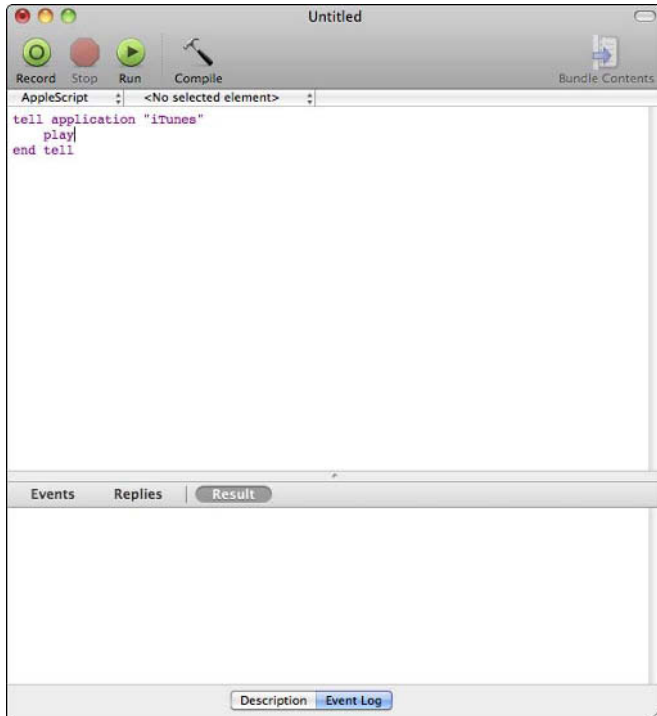 Untitled
Record Stop Run Compile Bundle Contents
AppleScript <No selected element>
tell application "iTunes"
    play
end tell
Events Replies Result
Description Event Log